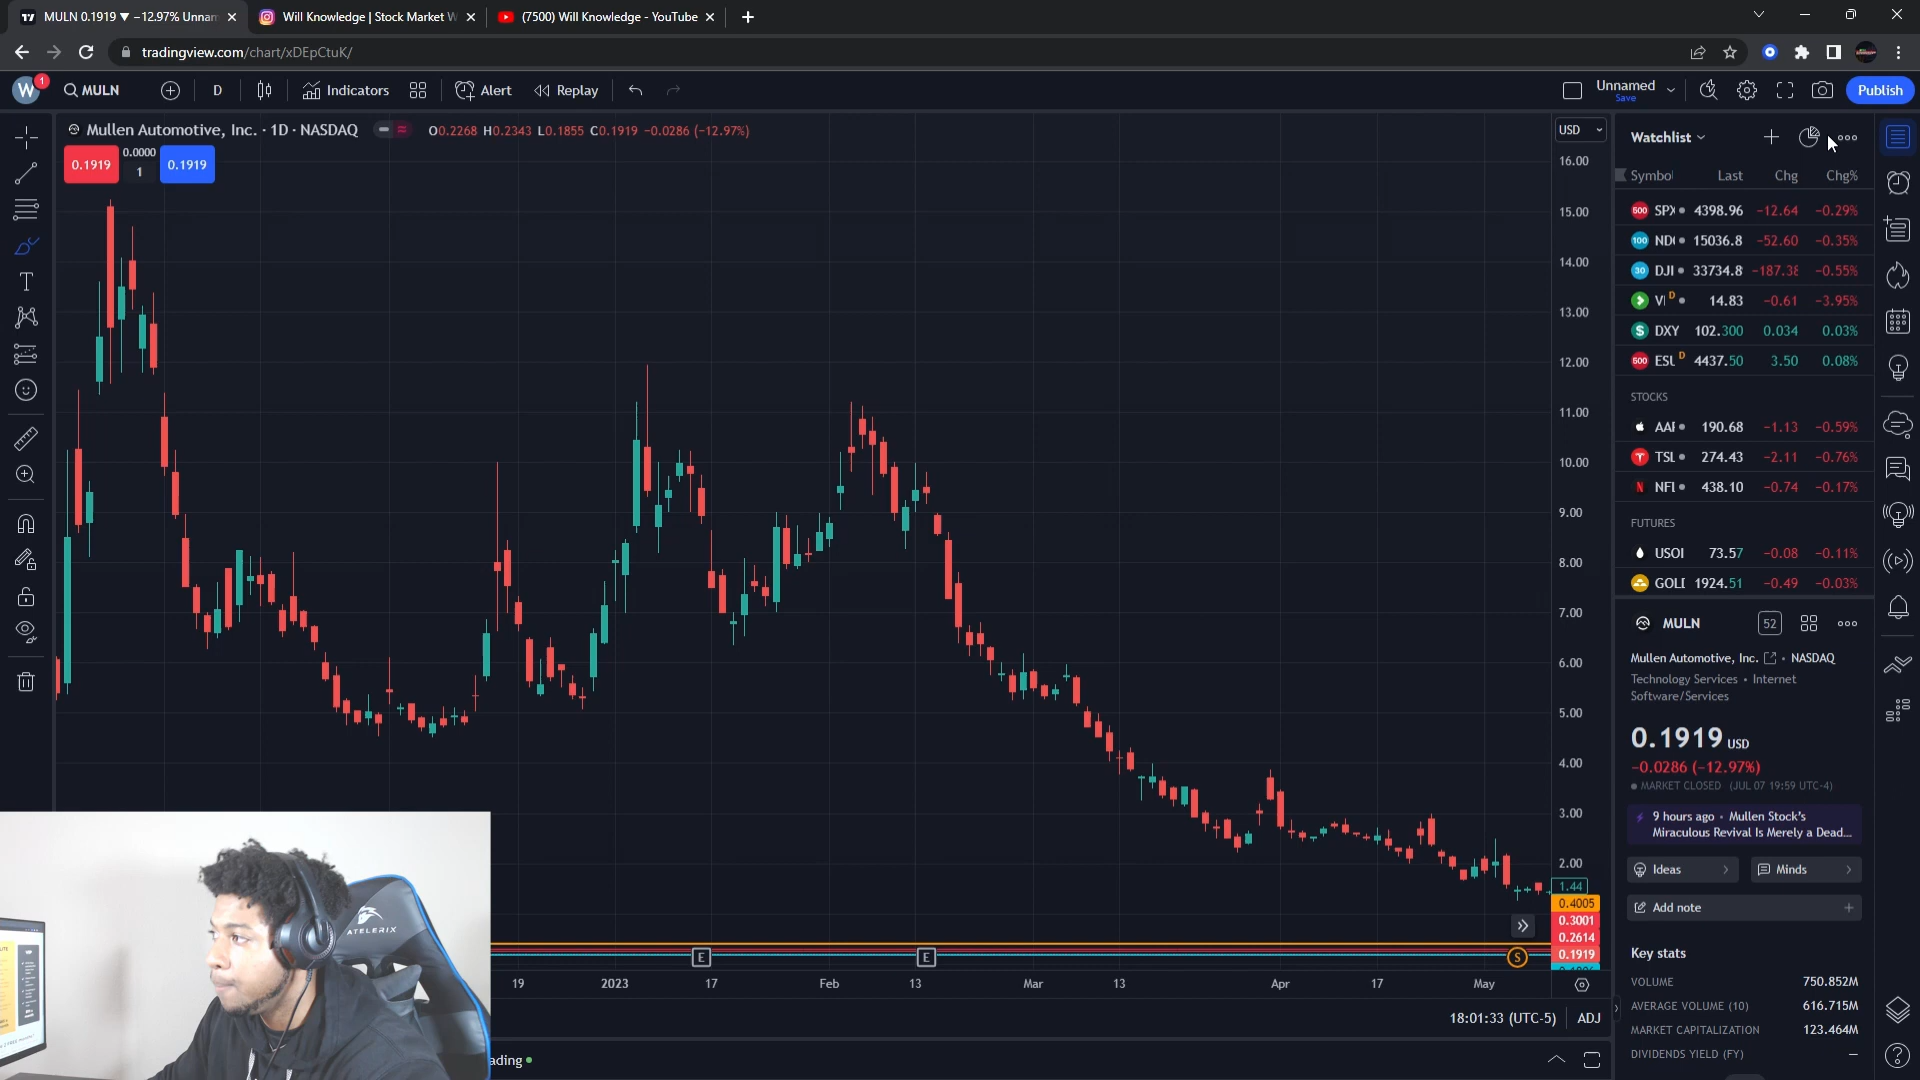 MULN 0.1919 ▼ −12.97% Unnam
Will Knowledge | Stock Market W
(7500) Will Knowledge - YouTube
tradingview.com/chart/xDEpCtuK/
W 1
MULN
D
Indicators
Alert
Replay
Unnamed
Save
Publish
Mullen Automotive, Inc. · 1D · NASDAQ
O0.2268 H0.2343 L0.1855 C0.1919 −0.0286 (−12.97%)
0.1919
0.0000
1
0.1919
USD
16.00
15.00
14.00
13.00
12.00
11.00
10.00
9.00
8.00
7.00
6.00
5.00
4.00
3.00
2.00
1.44
0.4005
0.3001
0.2614
0.1919
E
E
S
19
2023
17
Feb
13
Mar
13
Apr
17
May
18:01:33 (UTC-5)
ADJ
ading
ATELERIX
Watchlist
Symbol Last Chg Chg%
500 SPX 4398.96 −12.64 −0.29%
100 NDX 15036.8 −52.60 −0.35%
30 DJI 33734.8 −187.38 −0.55%
VI D 14.83 −0.61 −3.95%
DXY 102.300 0.034 0.03%
500 ESU D 4437.50 3.50 0.08%
STOCKS
AAF 190.68 −1.13 −0.59%
TSL 274.43 −2.11 −0.76%
NFL 438.10 −0.74 −0.17%
FUTURES
USOI 73.57 −0.08 −0.11%
GOLD 1924.51 −0.49 −0.03%
MULN
52
Mullen Automotive, Inc. · NASDAQ
Technology Services • Internet
Software/Services
0.1919 USD
−0.0286 (−12.97%)
MARKET CLOSED (JUL 07 19:59 UTC-4)
9 hours ago · Mullen Stock's
Miraculous Revival Is Merely a Dead...
Ideas
Minds
Add note
Key stats
VOLUME 750.852M
AVERAGE VOLUME (10) 616.715M
MARKET CAPITALIZATION 123.464M
DIVIDENDS YIELD (FY) —